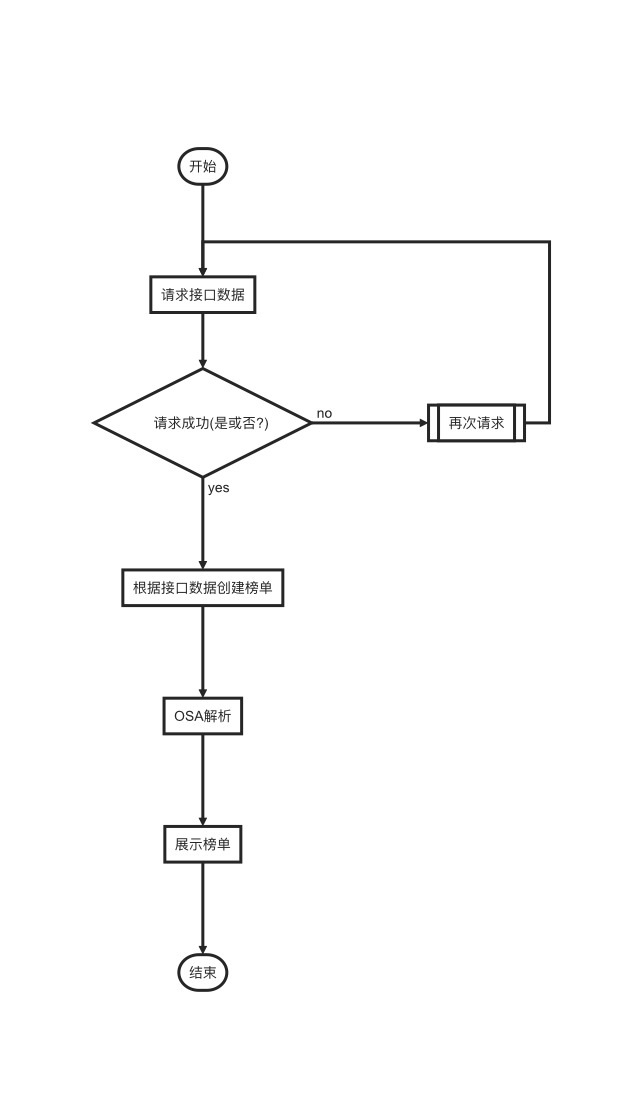 开始
请求接口数据
请求成功(是或否?)
no
再次请求
yes
根据接口数据创建榜单
OSA解析
展示榜单
结束